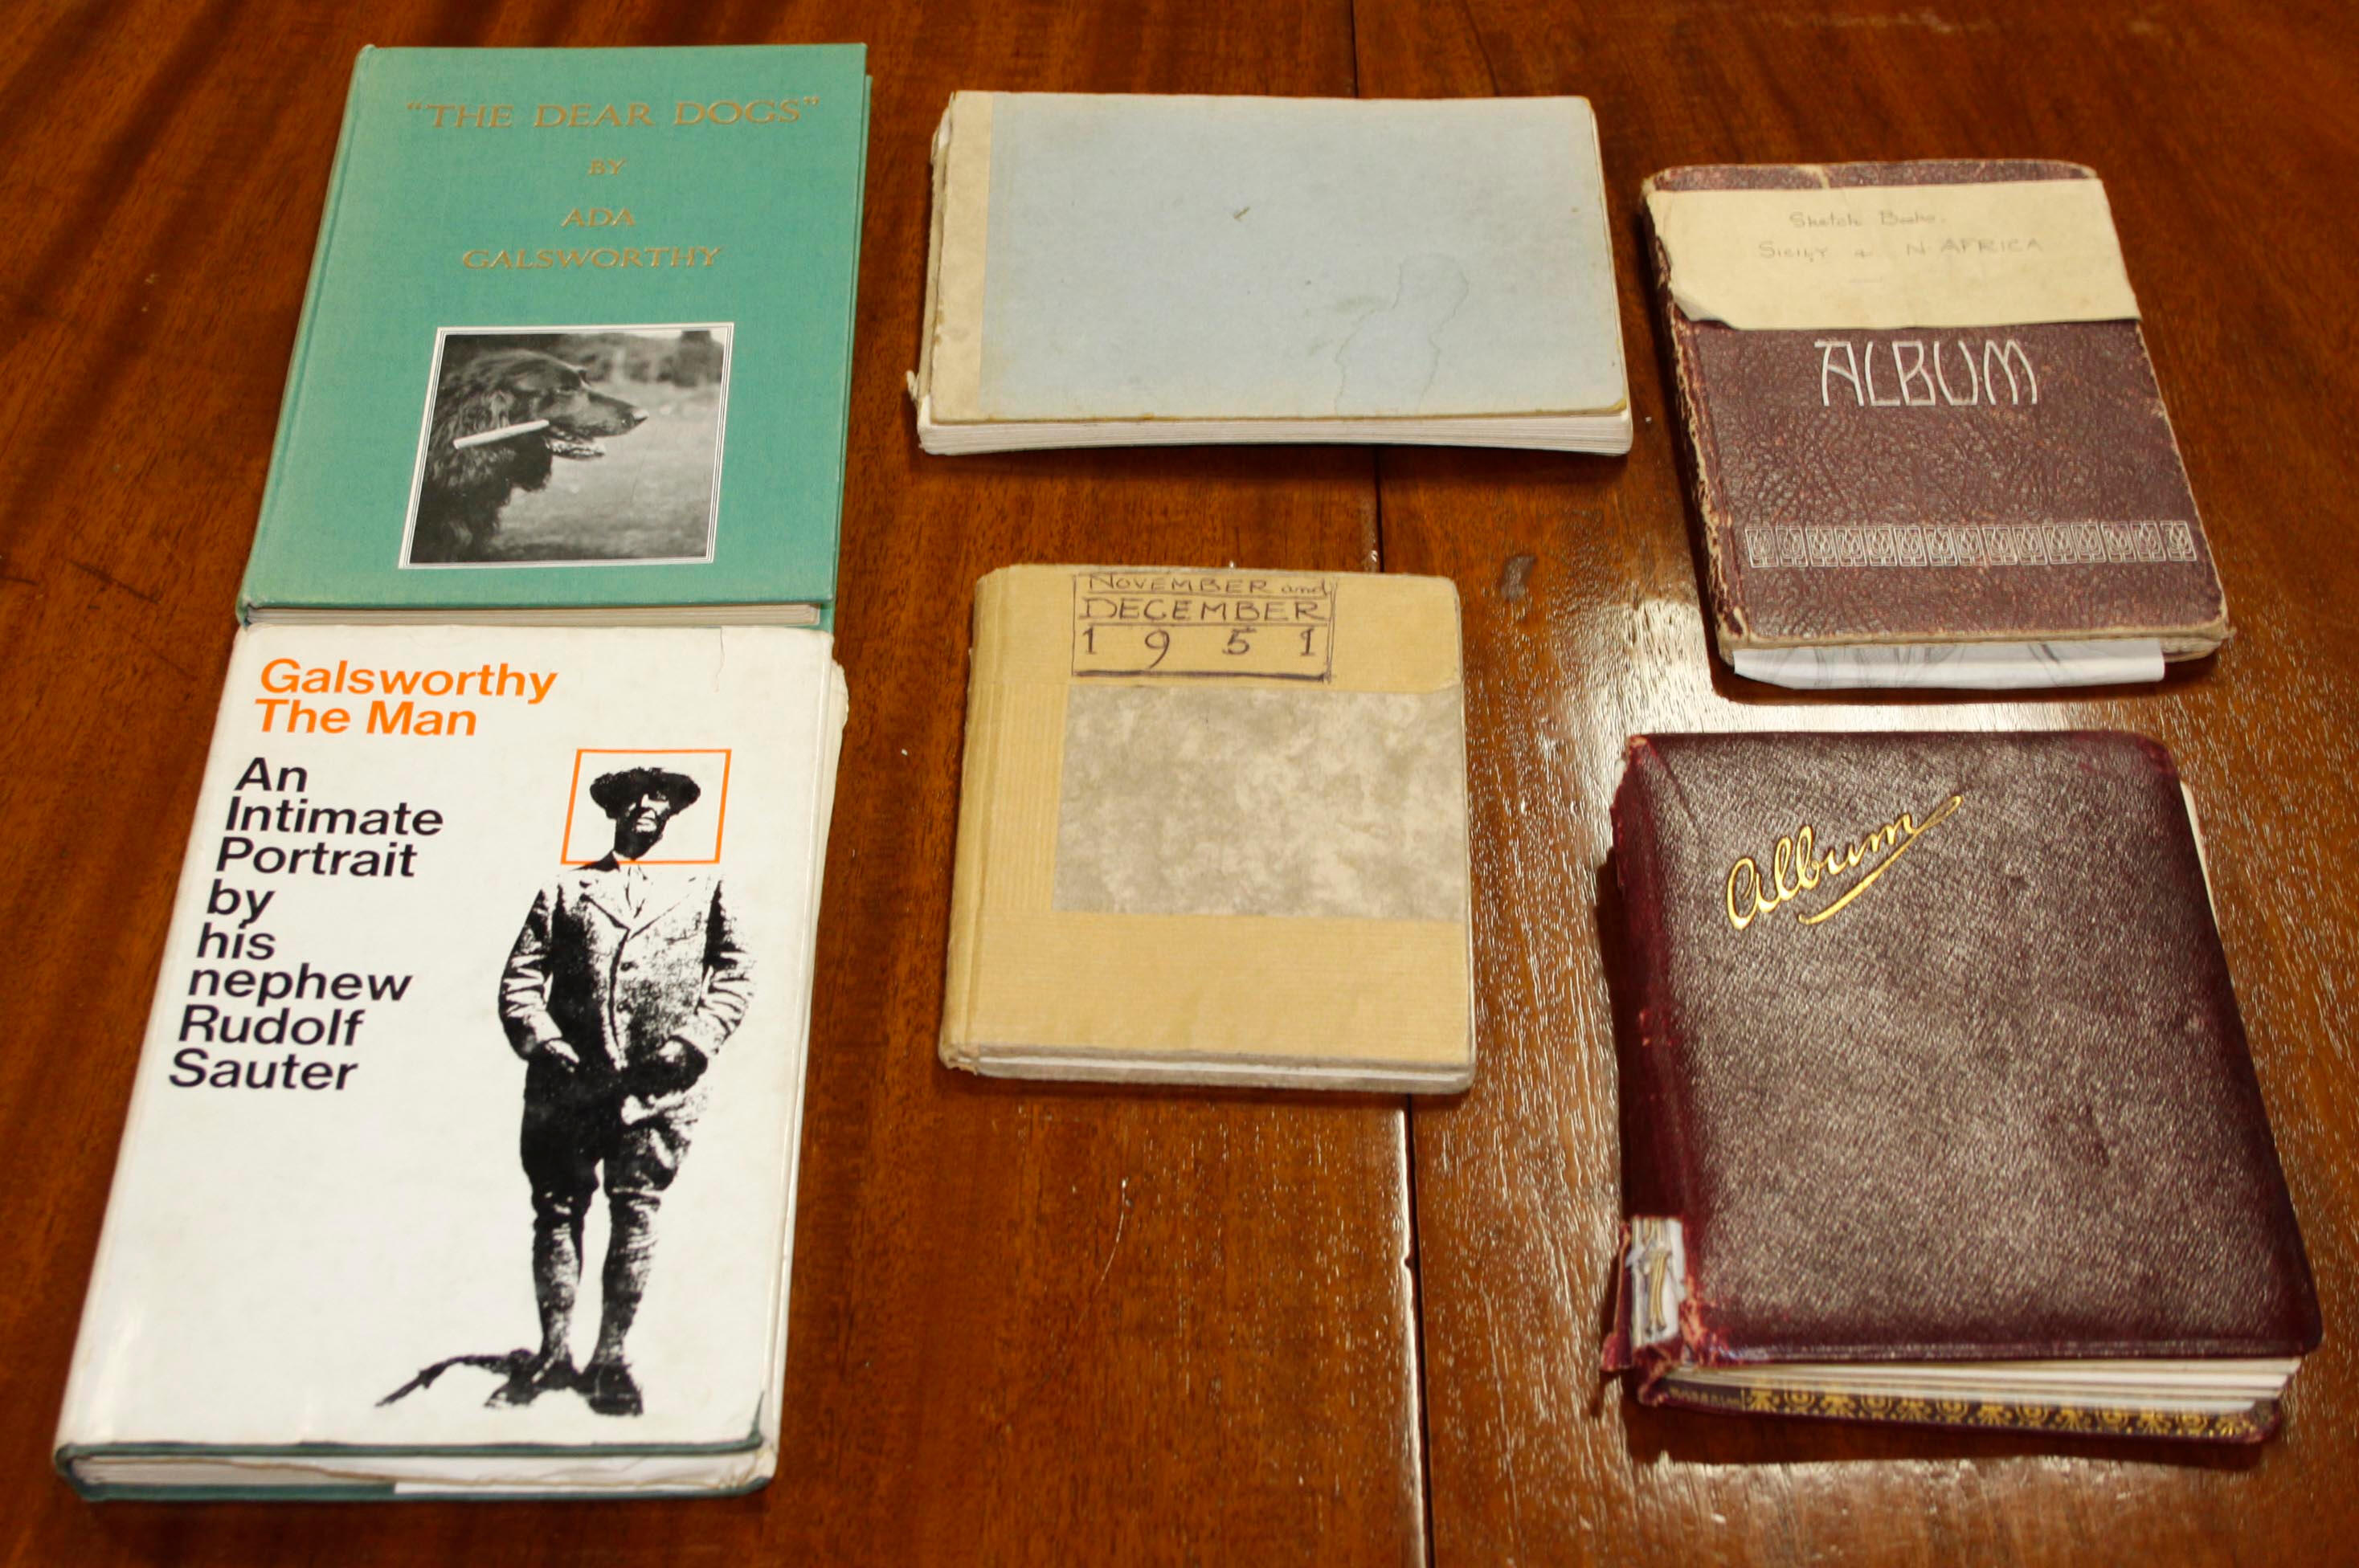 "THE DEAR DOGS"
BY
ADA
GALSWORTHY
Galsworthy
The Man
An
Intimate
Portrait
by
his
nephew
Rudolf
Sauter
NOVEMBER and
DECEMBER
1951
Sketch Books.
SICILY & N AFRICA
ALBUM
Album